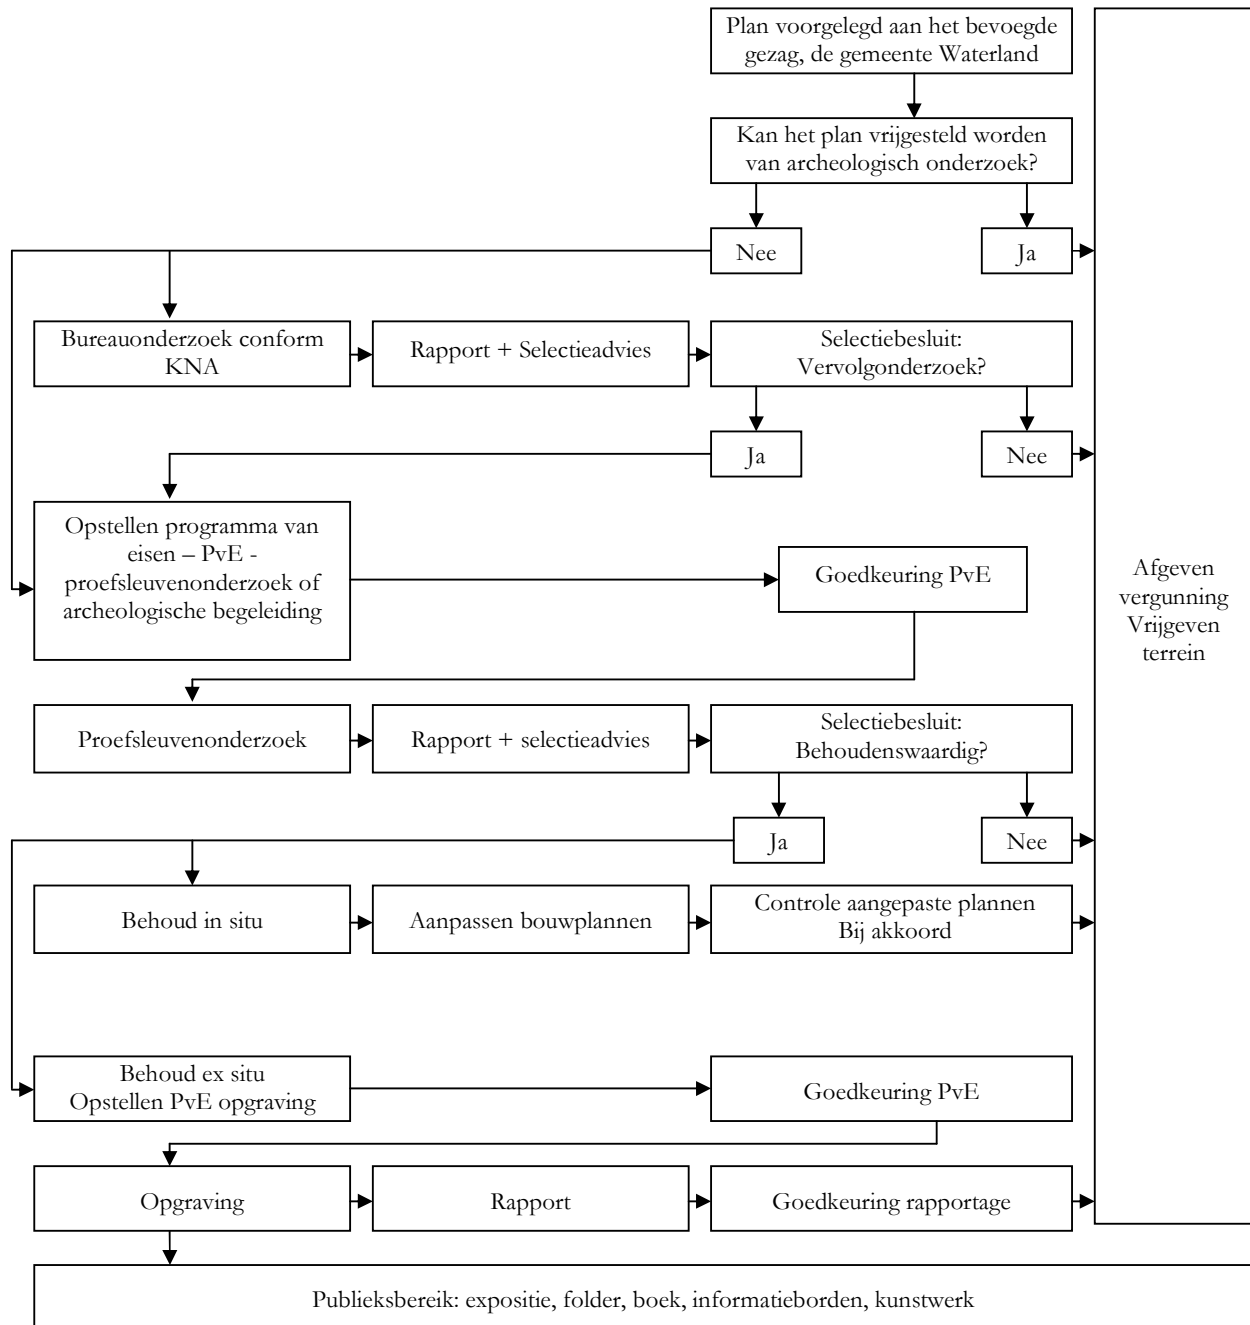 Plan voorgelegd aan het bevoegde
gezag, de gemeente Waterland
Kan het plan vrijgesteld worden
van archeologisch onderzoek?
Nee
Ja
Bureauonderzoek conform
KNA
Rapport + Selectieadvies
Selectiebesluit:
Vervolgonderzoek?
Ja
Nee
Opstellen programma van
eisen – PvE -
proefsleuvenonderzoek of
archeologische begeleiding
Goedkeuring PvE
Afgeven
vergunning
Vrijgeven
terrein
Proefsleuvenonderzoek
Rapport + selectieadvies
Selectiebesluit:
Behoudenswaardig?
Ja
Nee
Behoud in situ
Aanpassen bouwplannen
Controle aangepaste plannen
Bij akkoord
Behoud ex situ
Opstellen PvE opgraving
Goedkeuring PvE
Opgraving
Rapport
Goedkeuring rapportage
Publieksbereik: expositie, folder, boek, informatieborden, kunstwerk